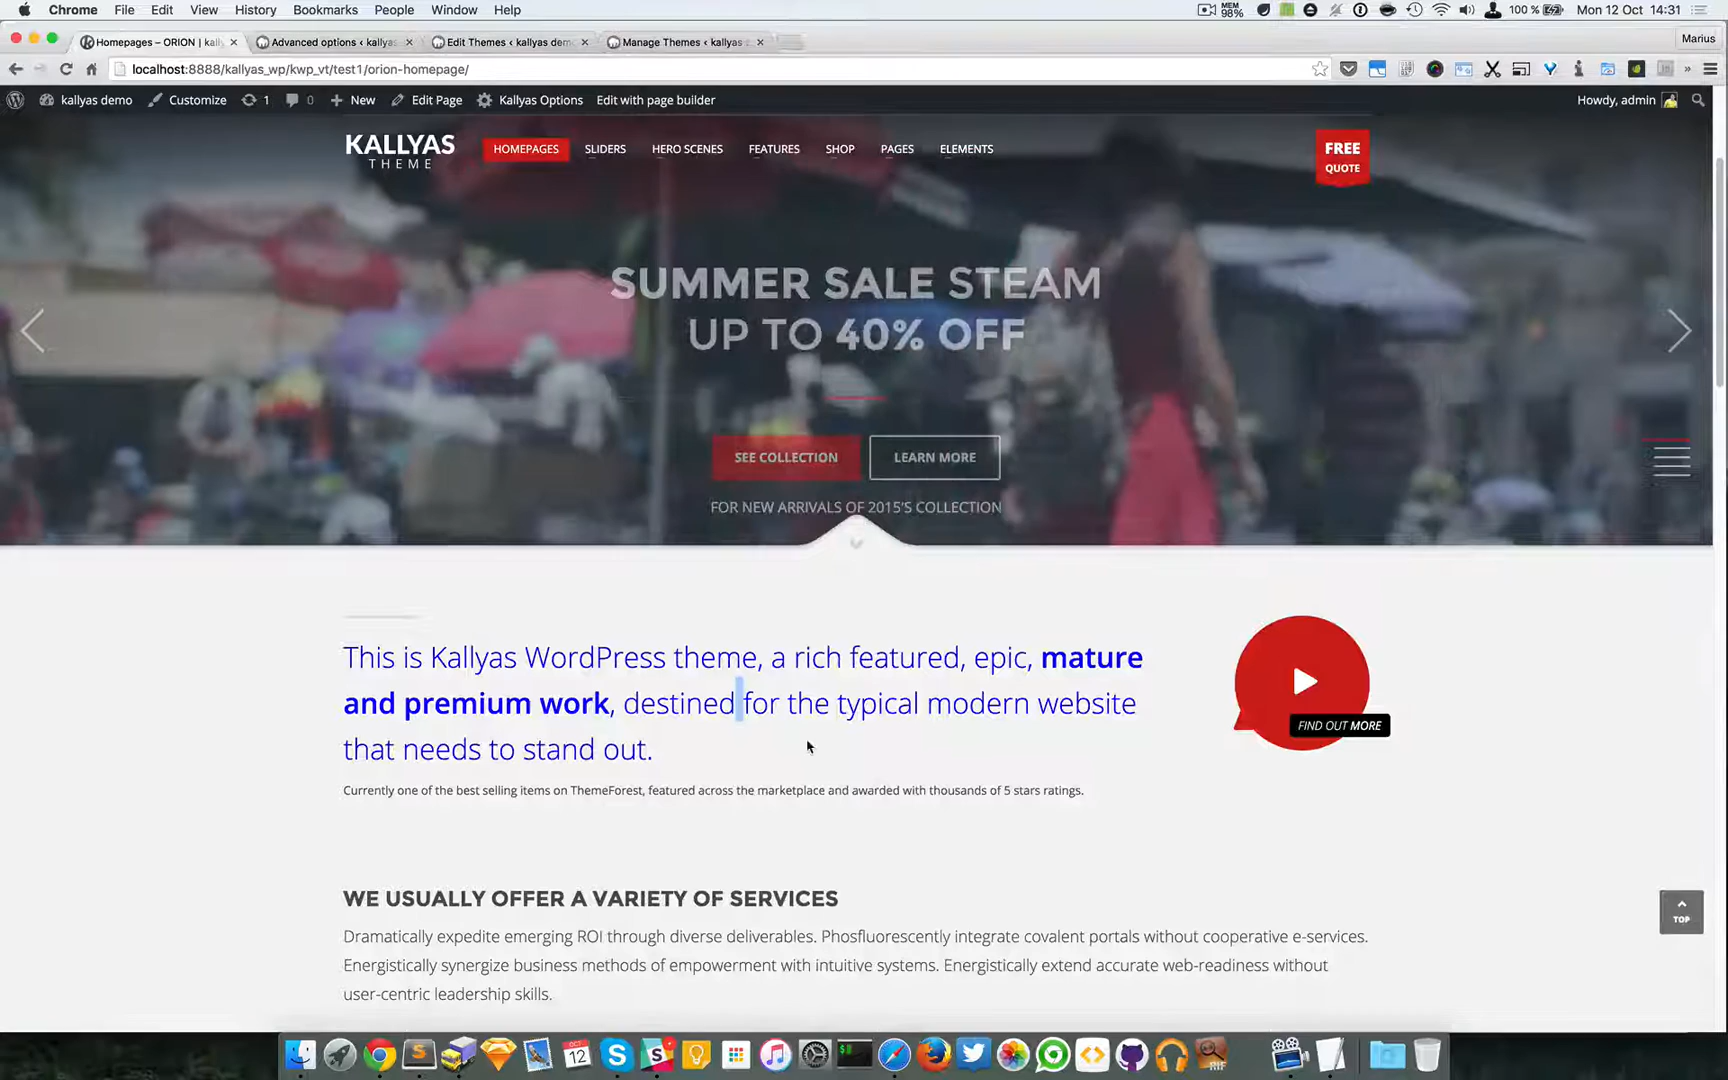 Chrome File Edit View History Bookmarks People Window Help MEM 98% 100 % Mon 12 Oct 14:31
Homepages – ORION | kally Advanced options ‹ kallyas Edit Themes ‹ kallyas dem Manage Themes ‹ kallyas Marius
localhost:8888/kallyas_wp/kwp_vt/test1/orion-homepage/
kallyas demo Customize 1 0 New Edit Page Kallyas Options Edit with page builder Howdy, admin
KALLYAS
THEME
HOMEPAGES SLIDERS HERO SCENES FEATURES SHOP PAGES ELEMENTS
FREE
QUOTE
SUMMER SALE STEAM
UP TO 40% OFF
SEE COLLECTION LEARN MORE
FOR NEW ARRIVALS OF 2015'S COLLECTION
This is Kallyas WordPress theme, a rich featured, epic, mature
and premium work, destined for the typical modern website
that needs to stand out.
FIND OUT MORE
Currently one of the best selling items on ThemeForest, featured across the marketplace and awarded with thousands of 5 stars ratings.
WE USUALLY OFFER A VARIETY OF SERVICES
TOP
Dramatically expedite emerging ROI through diverse deliverables. Phosfluorescently integrate covalent portals without cooperative e-services.
Energistically synergize business methods of empowerment with intuitive systems. Energistically extend accurate web-readiness without
user-centric leadership skills.
12